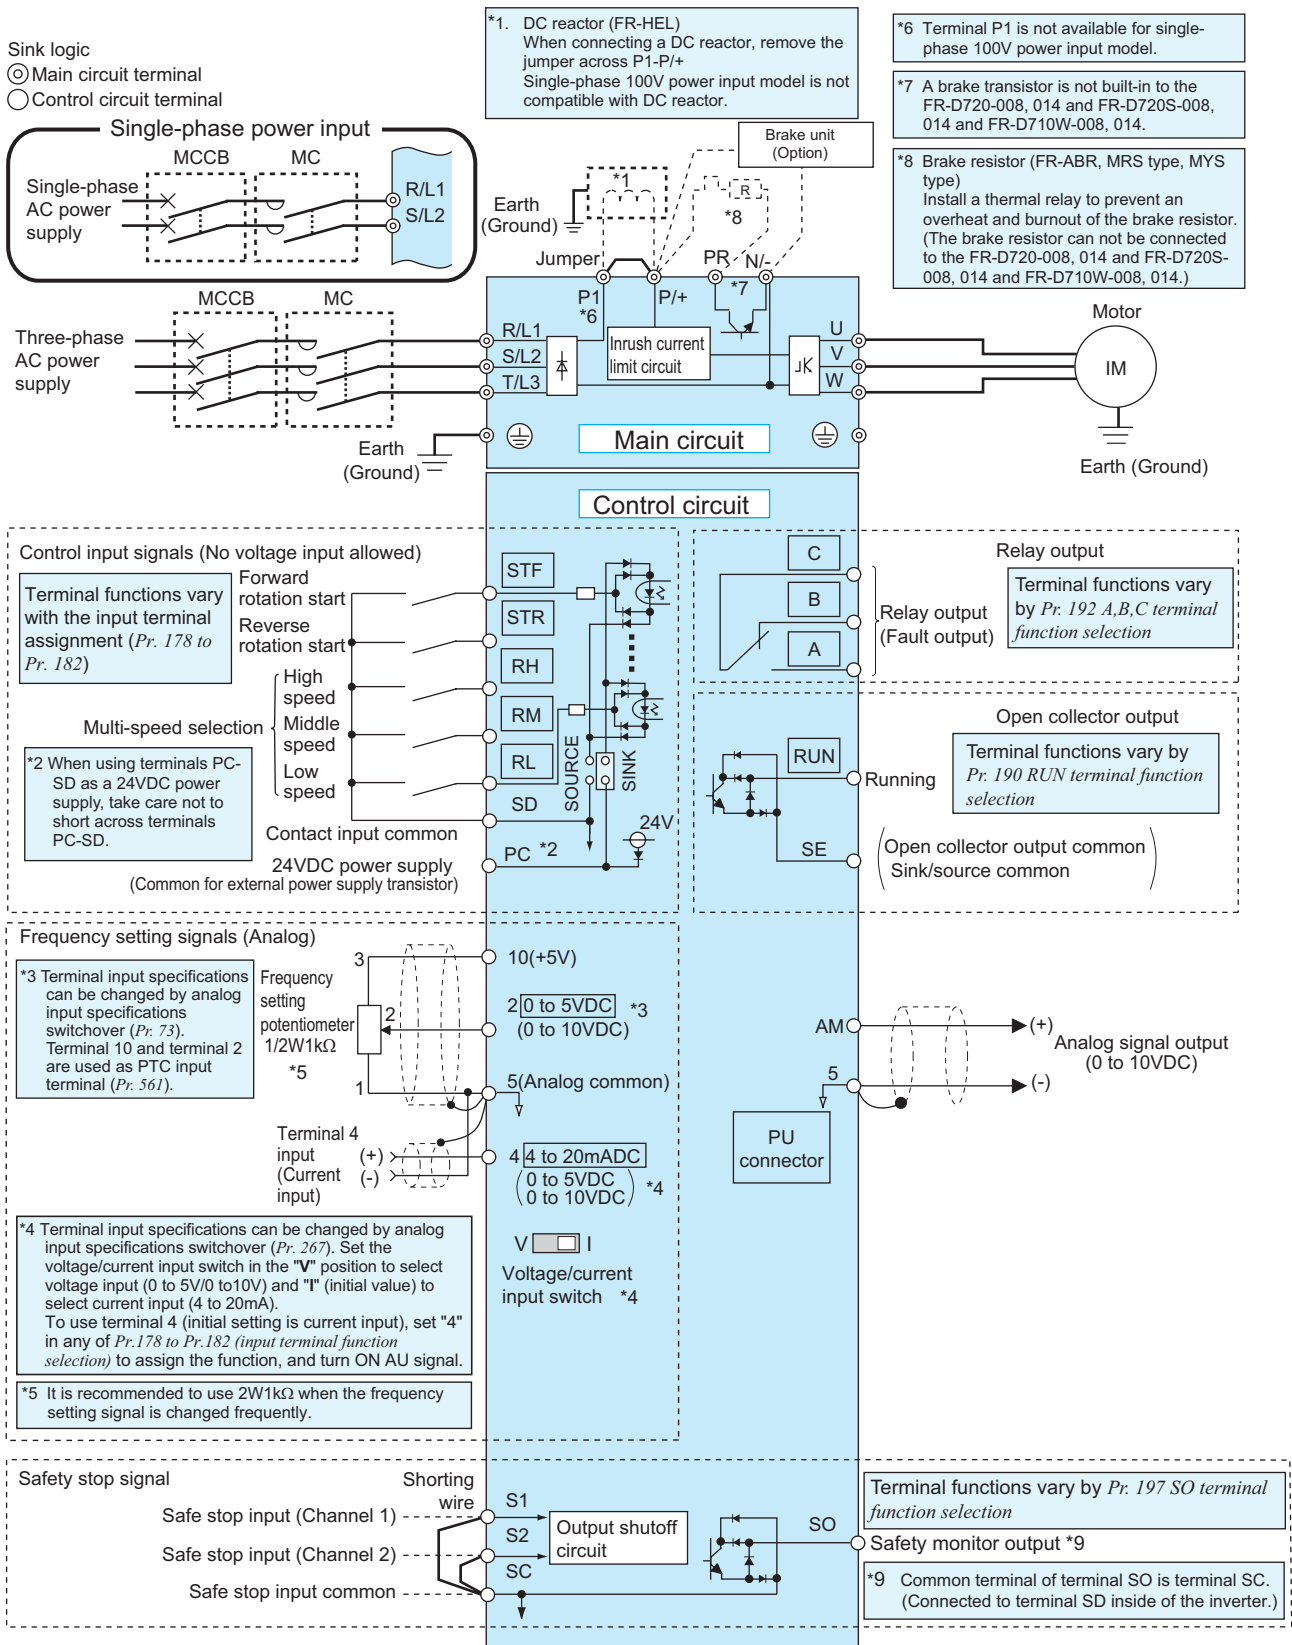 Sink logic
Main circuit terminal
Control circuit terminal
*1. DC reactor (FR-HEL)
When connecting a DC reactor, remove the
jumper across P1-P/+
Single-phase 100V power input model is not
compatible with DC reactor.
*6 Terminal P1 is not available for single-
phase 100V power input model.
*7 A brake transistor is not built-in to the
FR-D720-008, 014 and FR-D720S-008,
014 and FR-D710W-008, 014.
*8 Brake resistor (FR-ABR, MRS type, MYS
type)
Install a thermal relay to prevent an
overheat and burnout of the brake resistor.
(The brake resistor can not be connected
to the FR-D720-008, 014 and FR-D720S-
008, 014 and FR-D710W-008, 014.)
Single-phase power input
MCCB MC
Single-phase
AC power
supply
R/L1
S/L2
Brake unit
(Option)
*1
R
*8
Earth
(Ground)
Jumper
PR N/-
P1
*6
P/+
*7
MCCB MC
Three-phase
AC power
supply
R/L1
S/L2
T/L3
Inrush current
limit circuit
U
V
W
Motor
IM
Earth
(Ground)
Main circuit
Earth (Ground)
Control circuit
Control input signals (No voltage input allowed)
Terminal functions vary
with the input terminal
assignment (Pr. 178 to
Pr. 182)
Forward
rotation start
Reverse
rotation start
High
speed
Multi-speed selection
Middle
speed
Low
speed
*2 When using terminals PC-
SD as a 24VDC power
supply, take care not to
short across terminals
PC-SD.
Contact input common
24VDC power supply
(Common for external power supply transistor)
STF
STR
RH
RM
RL
SD
PC *2
SOURCE
SINK
24V
C
B
A
Relay output
Relay output
(Fault output)
Terminal functions vary
by Pr. 192 A,B,C terminal
function selection
Open collector output
RUN
Running
Terminal functions vary by
Pr. 190 RUN terminal function
selection
SE
Open collector output common
Sink/source common
Frequency setting signals (Analog)
*3 Terminal input specifications
can be changed by analog
input specifications
switchover (Pr. 73).
Terminal 10 and terminal 2
are used as PTC input
terminal (Pr. 561).
Frequency
setting
potentiometer
1/2W1kΩ
*5
3
2
1
10(+5V)
2 0 to 5VDC *3
(0 to 10VDC)
5(Analog common)
Terminal 4
input
(Current
input)
(+)
(-)
4 4 to 20mADC
(0 to 5VDC
0 to 10VDC) *4
AM
5
(+)
(-)
Analog signal output
(0 to 10VDC)
PU
connector
*4 Terminal input specifications can be changed by analog
input specifications switchover (Pr. 267). Set the
voltage/current input switch in the "V" position to select
voltage input (0 to 5V/0 to10V) and "I" (initial value) to
select current input (4 to 20mA).
To use terminal 4 (initial setting is current input), set "4"
in any of Pr.178 to Pr.182 (input terminal function
selection) to assign the function, and turn ON AU signal.
V I
Voltage/current
input switch *4
*5 It is recommended to use 2W1kΩ when the frequency
setting signal is changed frequently.
Safety stop signal
Shorting
wire
Safe stop input (Channel 1)
Safe stop input (Channel 2)
Safe stop input common
S1
S2
SC
Output shutoff
circuit
SO
Terminal functions vary by Pr. 197 SO terminal
function selection
Safety monitor output *9
*9 Common terminal of terminal SO is terminal SC.
(Connected to terminal SD inside of the inverter.)